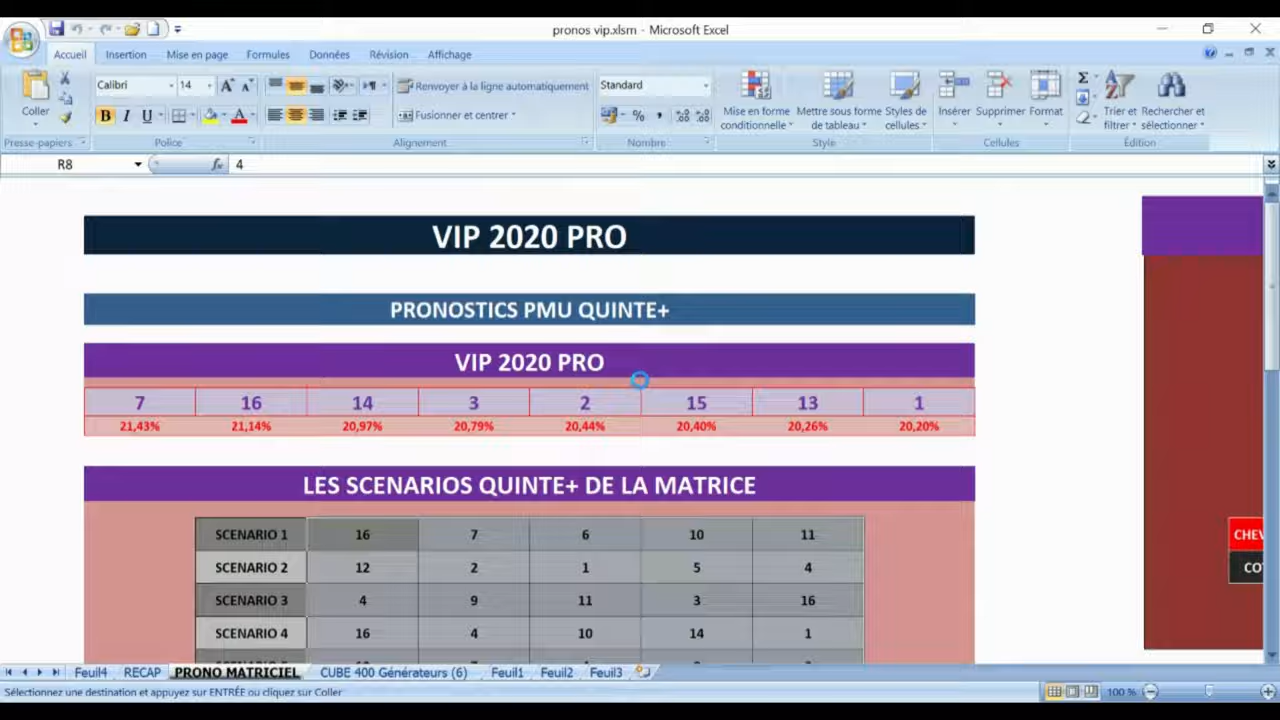 pronos vip.xlsm - Microsoft Excel
Accueil Insertion Mise en page Formules Données Révision Affichage
Calibri 14 Renvoyer à la ligne automatiquement Standard
Coller G I U Fusionner et centrer % Mise en forme conditionnelle Mettre sous forme de tableau Styles de cellules Insérer Supprimer Format Trier et filtrer Rechercher et sélectionner
Presse-papiers Police Alignement Nombre Style Cellules Édition
R8 fx 4
VIP 2020 PRO
PRONOSTICS PMU QUINTE+
VIP 2020 PRO
7 16 14 3 2 15 13 1
21,43% 21,14% 20,97% 20,79% 20,44% 20,40% 20,26% 20,20%
LES SCENARIOS QUINTE+ DE LA MATRICE
SCENARIO 1 16 7 6 10 11
CHEV
SCENARIO 2 12 2 1 5 4
CO
SCENARIO 3 4 9 11 3 16
SCENARIO 4 16 4 10 14 1
Feuil4 RECAP PRONO MATRICIEL CUBE 400 Générateurs (6) Feuil1 Feuil2 Feuil3
Sélectionnez une destination et appuyez sur ENTRÉE ou cliquez sur Coller 100 %